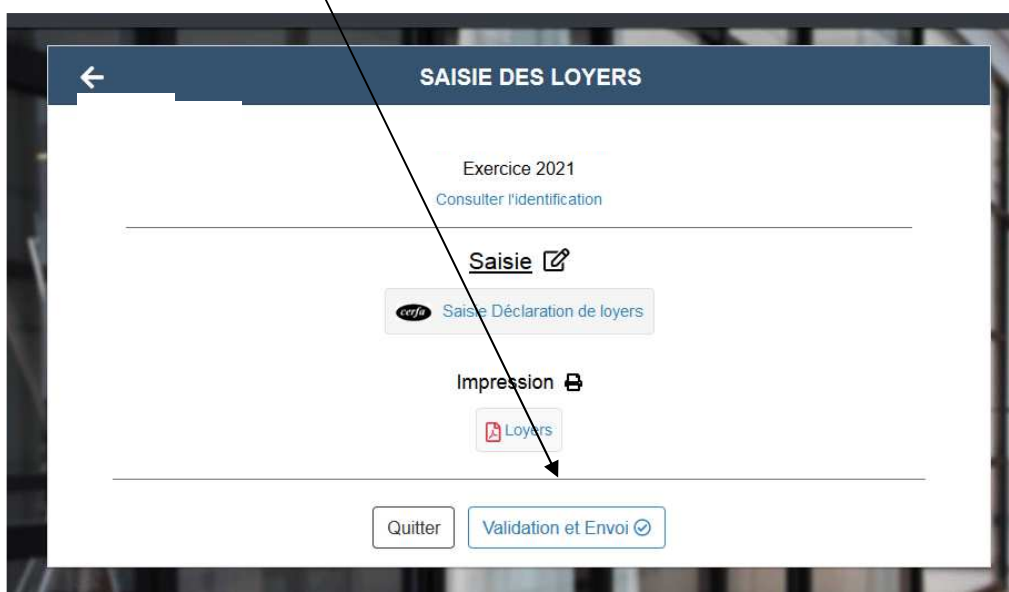 SAISIE DES LOYERS
Exercice 2021
Consulter l'identification
Saisie
cerfa Saisie Déclaration de loyers
Impression
Loyers
Quitter Validation et Envoi